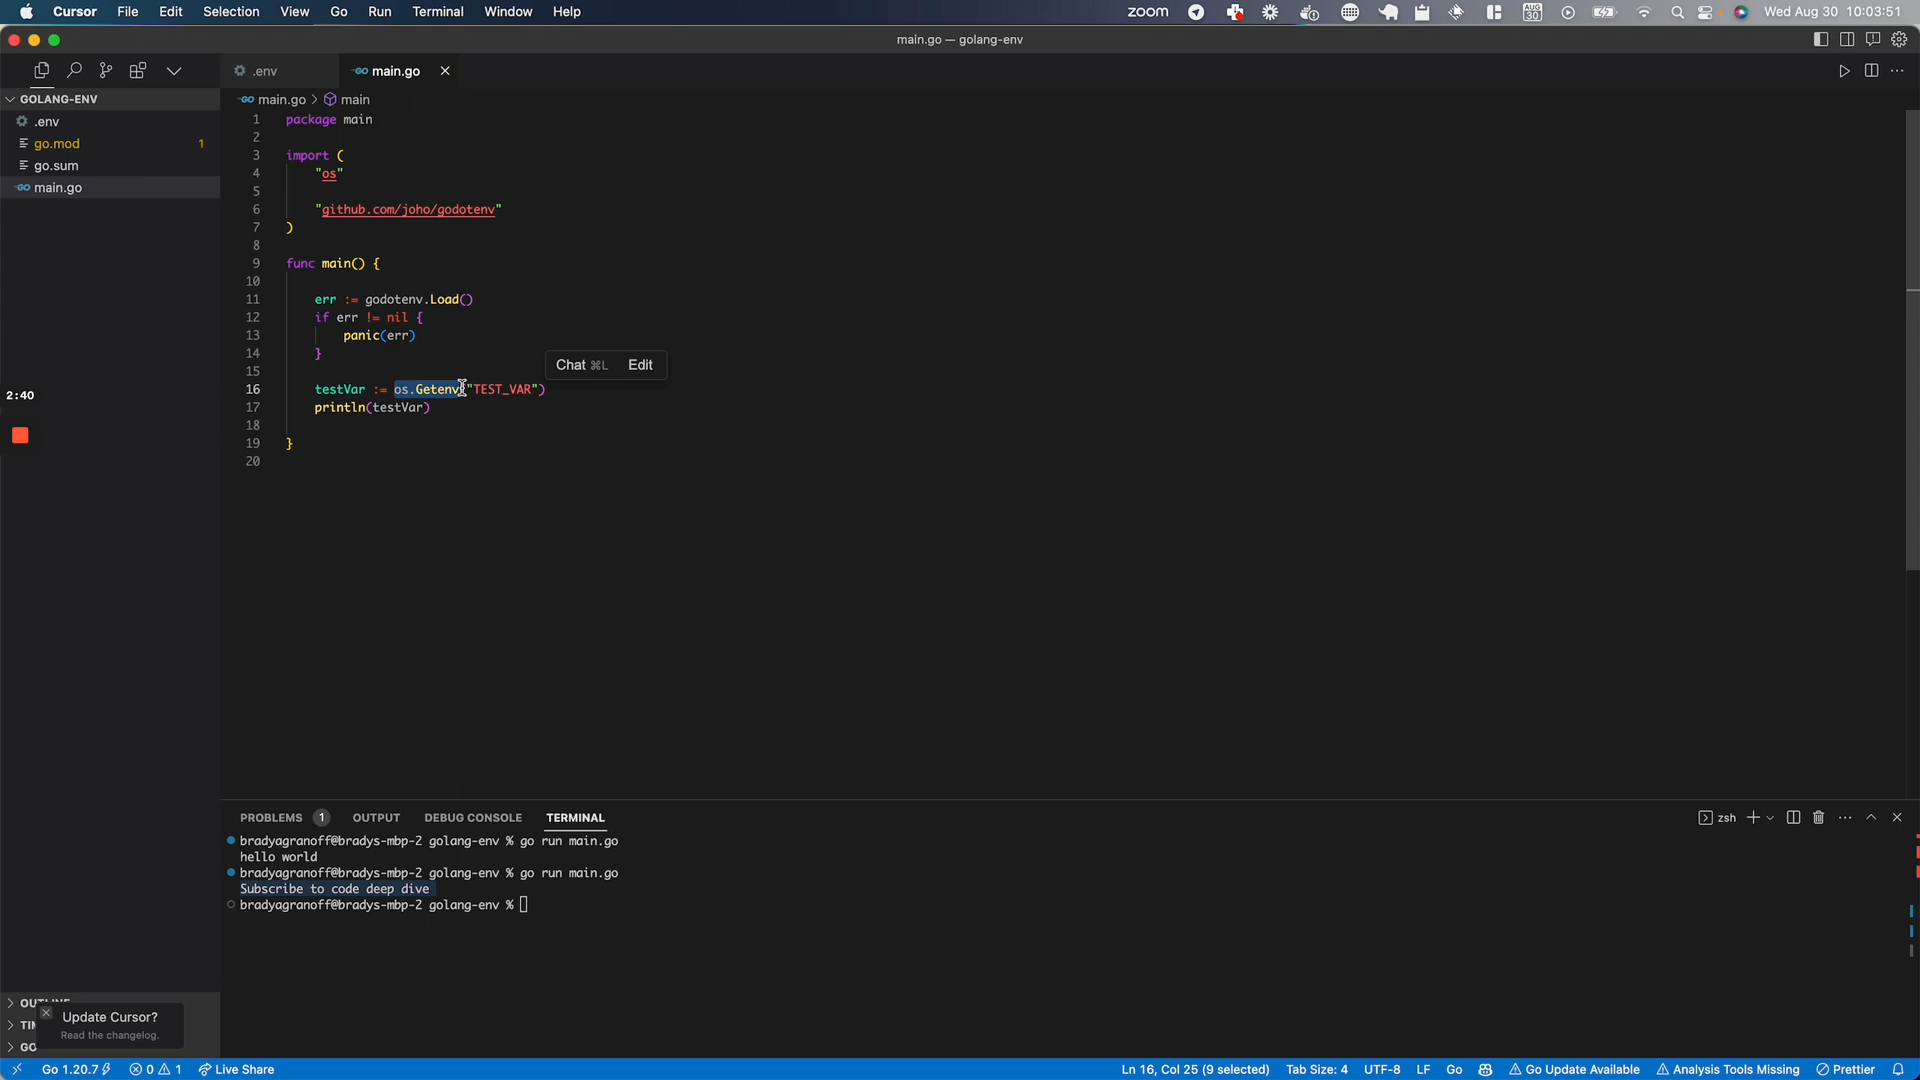 Cursor File Edit Selection View Go Run Terminal Window Help zoom AUG 30 Wed Aug 30 10:03:51
main.go — golang-env
.env main.go
GOLANG-ENV
main.go > main
.env
go.mod 1
go.sum
main.go
1 package main
2
3 import (
4 "os"
5
6 "github.com/joho/godotenv"
7 )
8
9 func main() {
10
11 err := godotenv.Load()
12 if err != nil {
13 panic(err)
14 }
15
Chat ⌘L Edit
16 testVar := os.Getenv("TEST_VAR")
17 println(testVar)
18
19 }
20
2:40
PROBLEMS 1 OUTPUT DEBUG CONSOLE TERMINAL zsh
bradyagranoff@bradys-mbp-2 golang-env % go run main.go
hello world
bradyagranoff@bradys-mbp-2 golang-env % go run main.go
Subscribe to code deep dive
bradyagranoff@bradys-mbp-2 golang-env %
OUTLINE
TI
GO
Update Cursor?
Read the changelog.
Go 1.20.7 0 1 Live Share Ln 16, Col 25 (9 selected) Tab Size: 4 UTF-8 LF Go Go Update Available Analysis Tools Missing Prettier